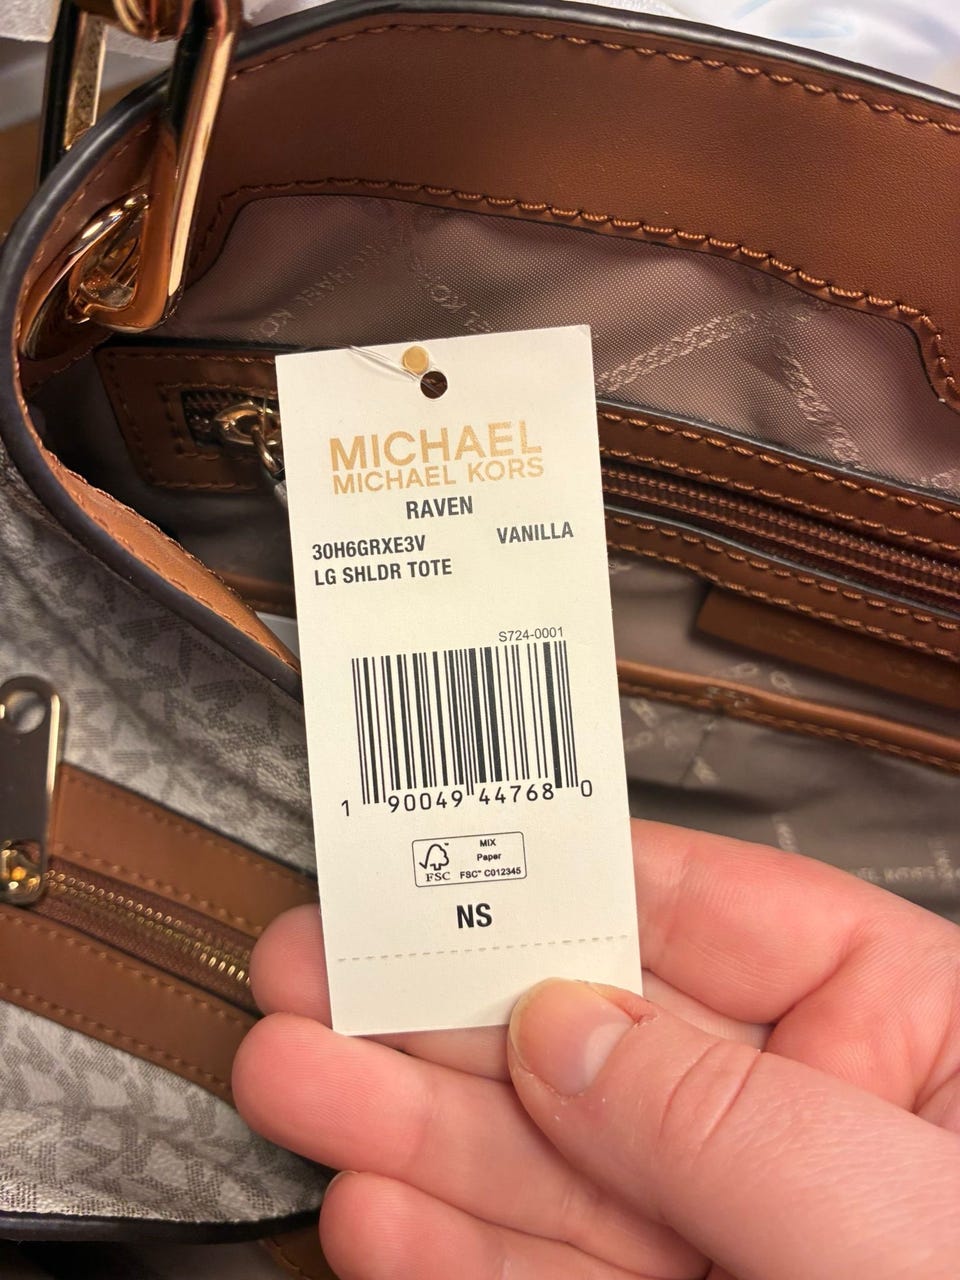 MICHAEL
MICHAEL KORS
RAVEN
30H6GRXE3V VANILLA
LG SHLDR TOTE
S724-0001
1 90049 44768 0
MIX
Paper
FSC FSC™ C012345
NS